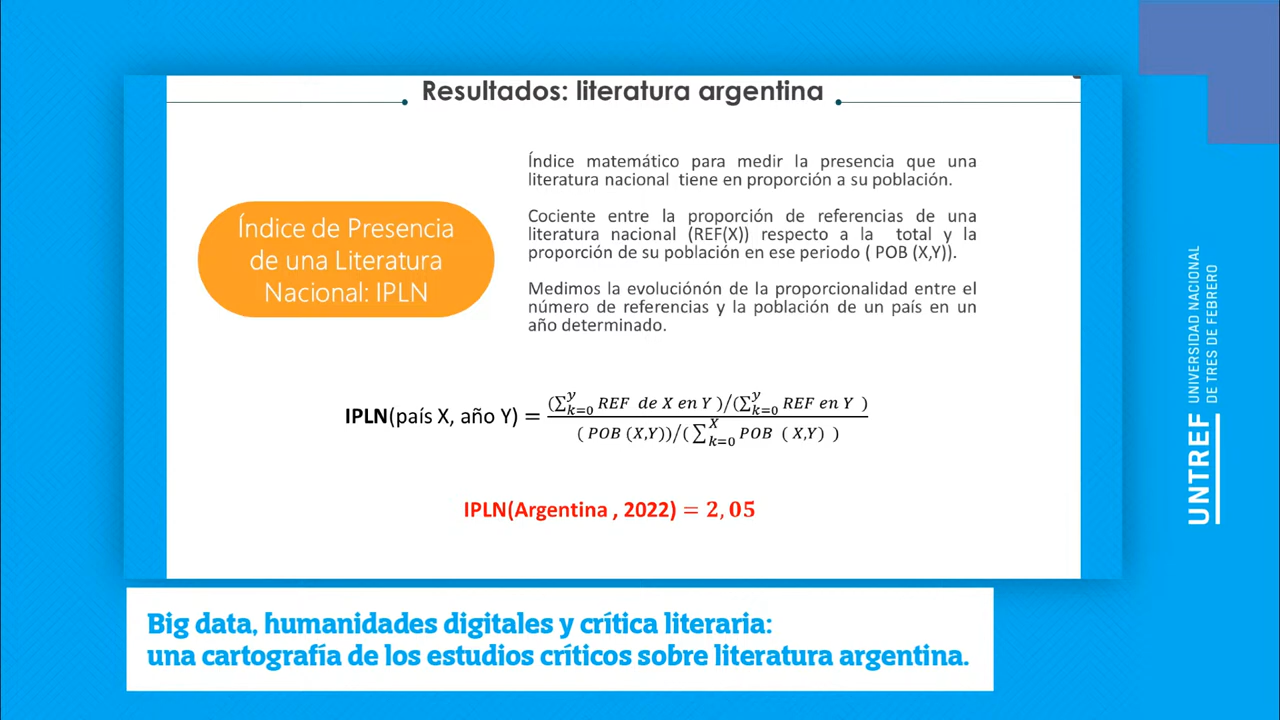 Resultados: literatura argentina
Índice de Presencia
de una Literatura
Nacional: IPLN
Índice matemático para medir la presencia que una
literatura nacional tiene en proporción a su población.
Cociente entre la proporción de referencias de una
literatura nacional (REF(X)) respecto a la total y la
proporción de su población en ese periodo ( POB (X,Y)).
Medimos la evoluciónón de la proporcionalidad entre el
número de referencias y la población de un país en un
año determinado.
IPLN(país X, año Y) = (∑_{k=0}^{y} REF de X en Y )/(∑_{k=0}^{y} REF en Y )
( POB (X,Y))/( ∑_{k=0}^{X} POB ( X,Y) )
IPLN(Argentina , 2022) = 2, 05
UNTREF
UNIVERSIDAD NACIONAL
DE TRES DE FEBRERO
Big data, humanidades digitales y crítica literaria:
una cartografía de los estudios críticos sobre literatura argentina.